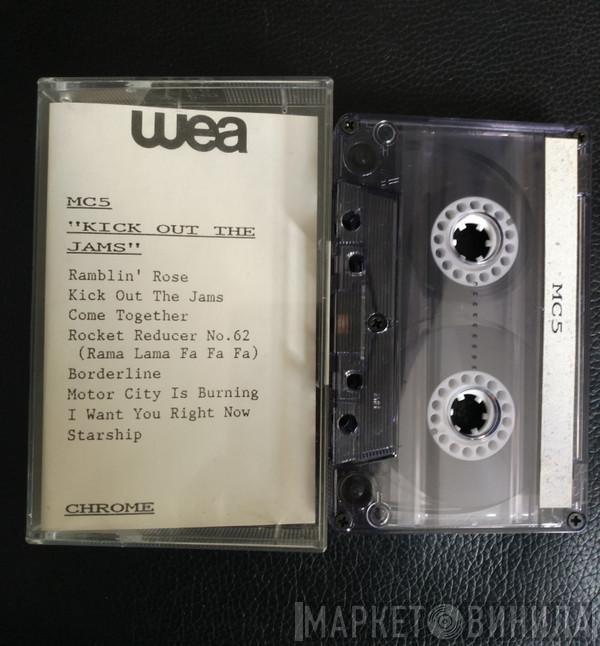 wea
MC5
"KICK OUT THE
JAMS"
Ramblin' Rose
Kick Out The Jams
Come Together
Rocket Reducer No.62
(Rama Lama Fa Fa Fa)
Borderline
Motor City Is Burning
I Want You Right Now
Starship
CHROME
MC5
МАРКЕТ ВИНИЛА